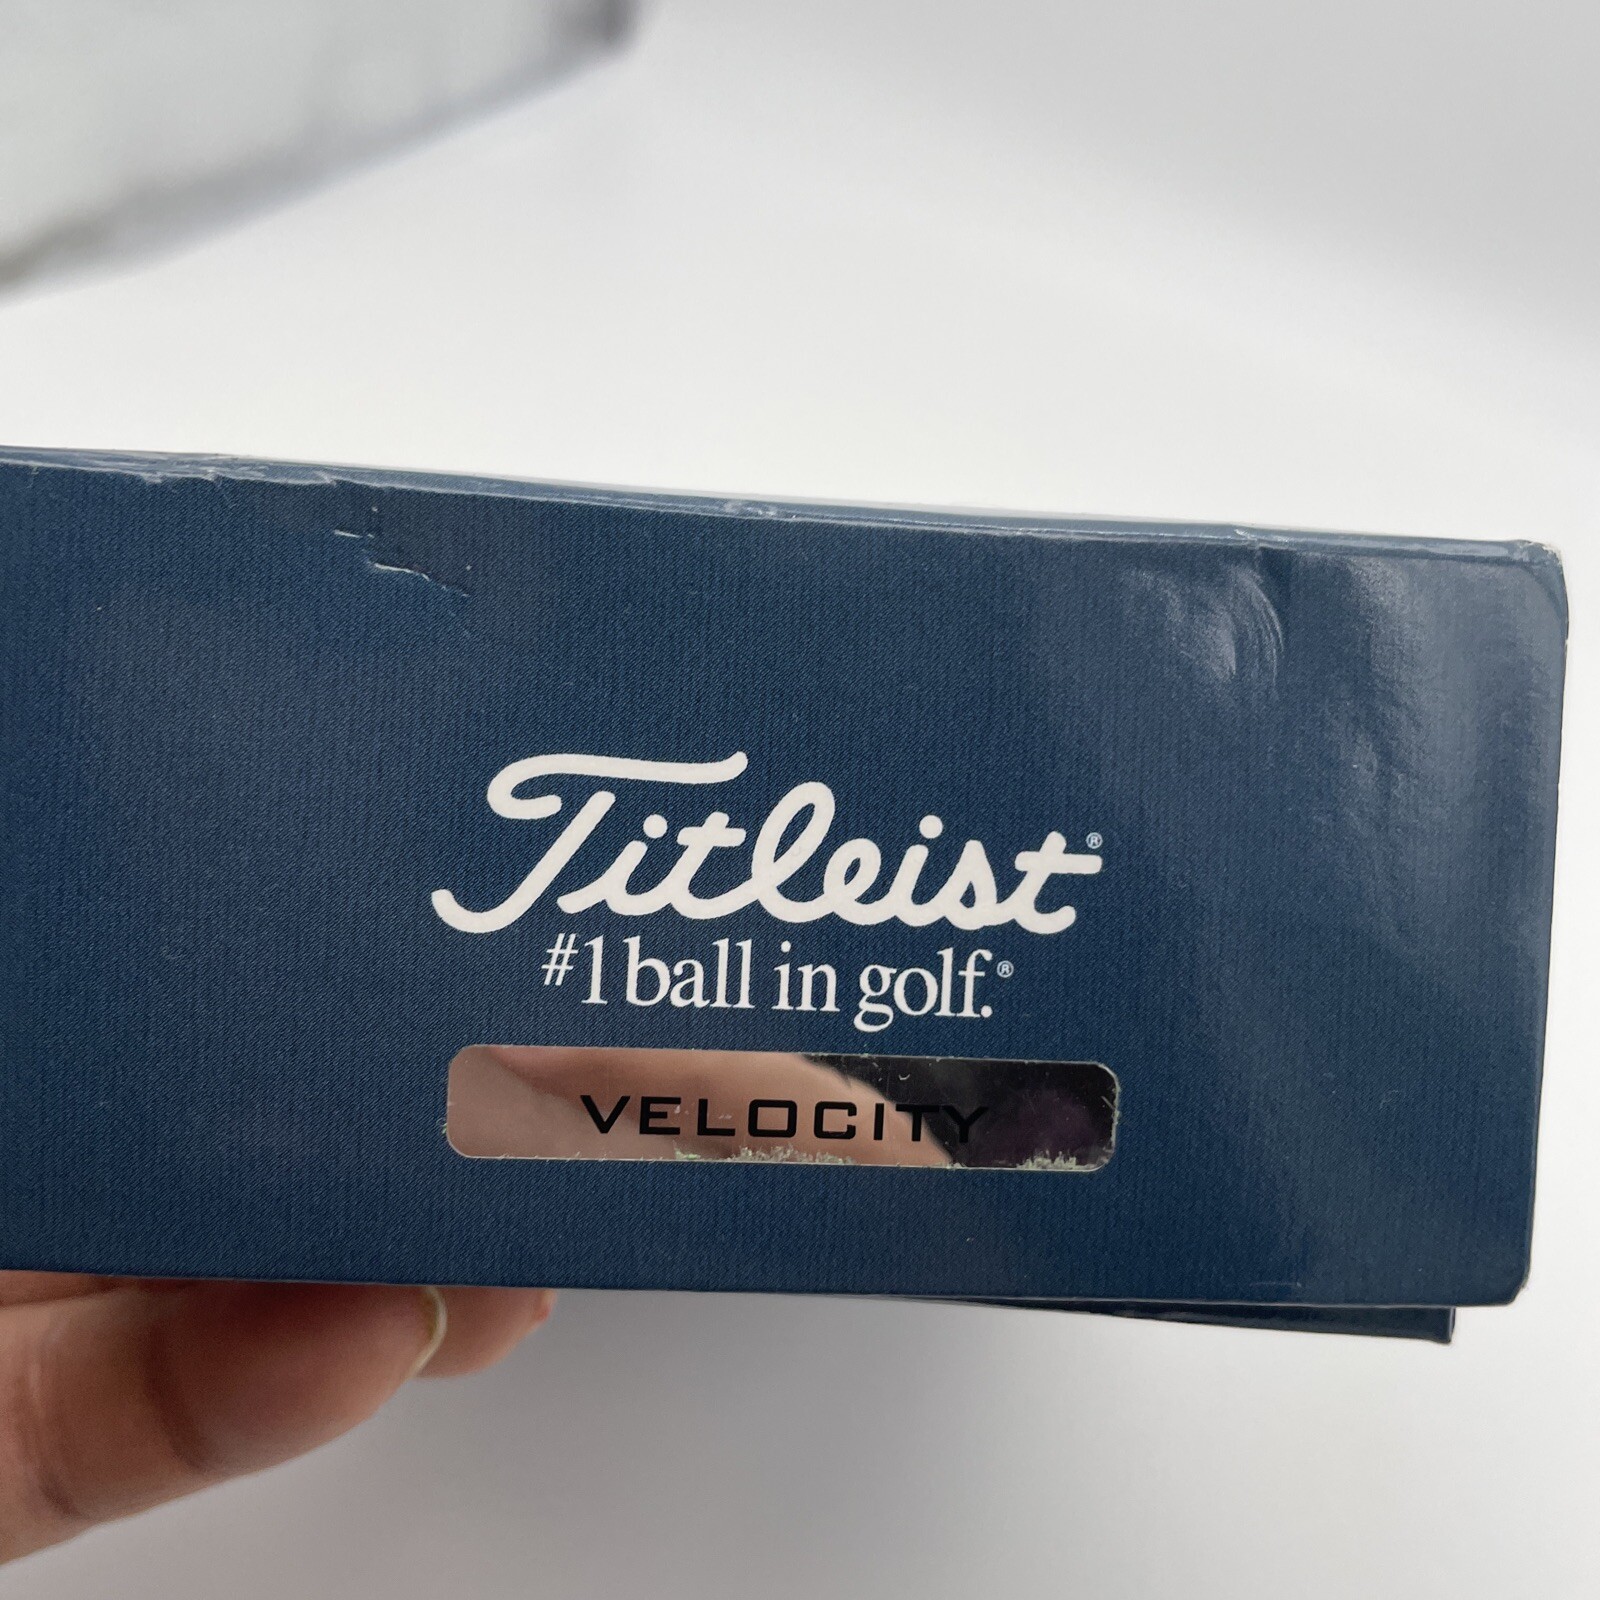 Titleist®
#1 ball in golf.®
VELOCITY